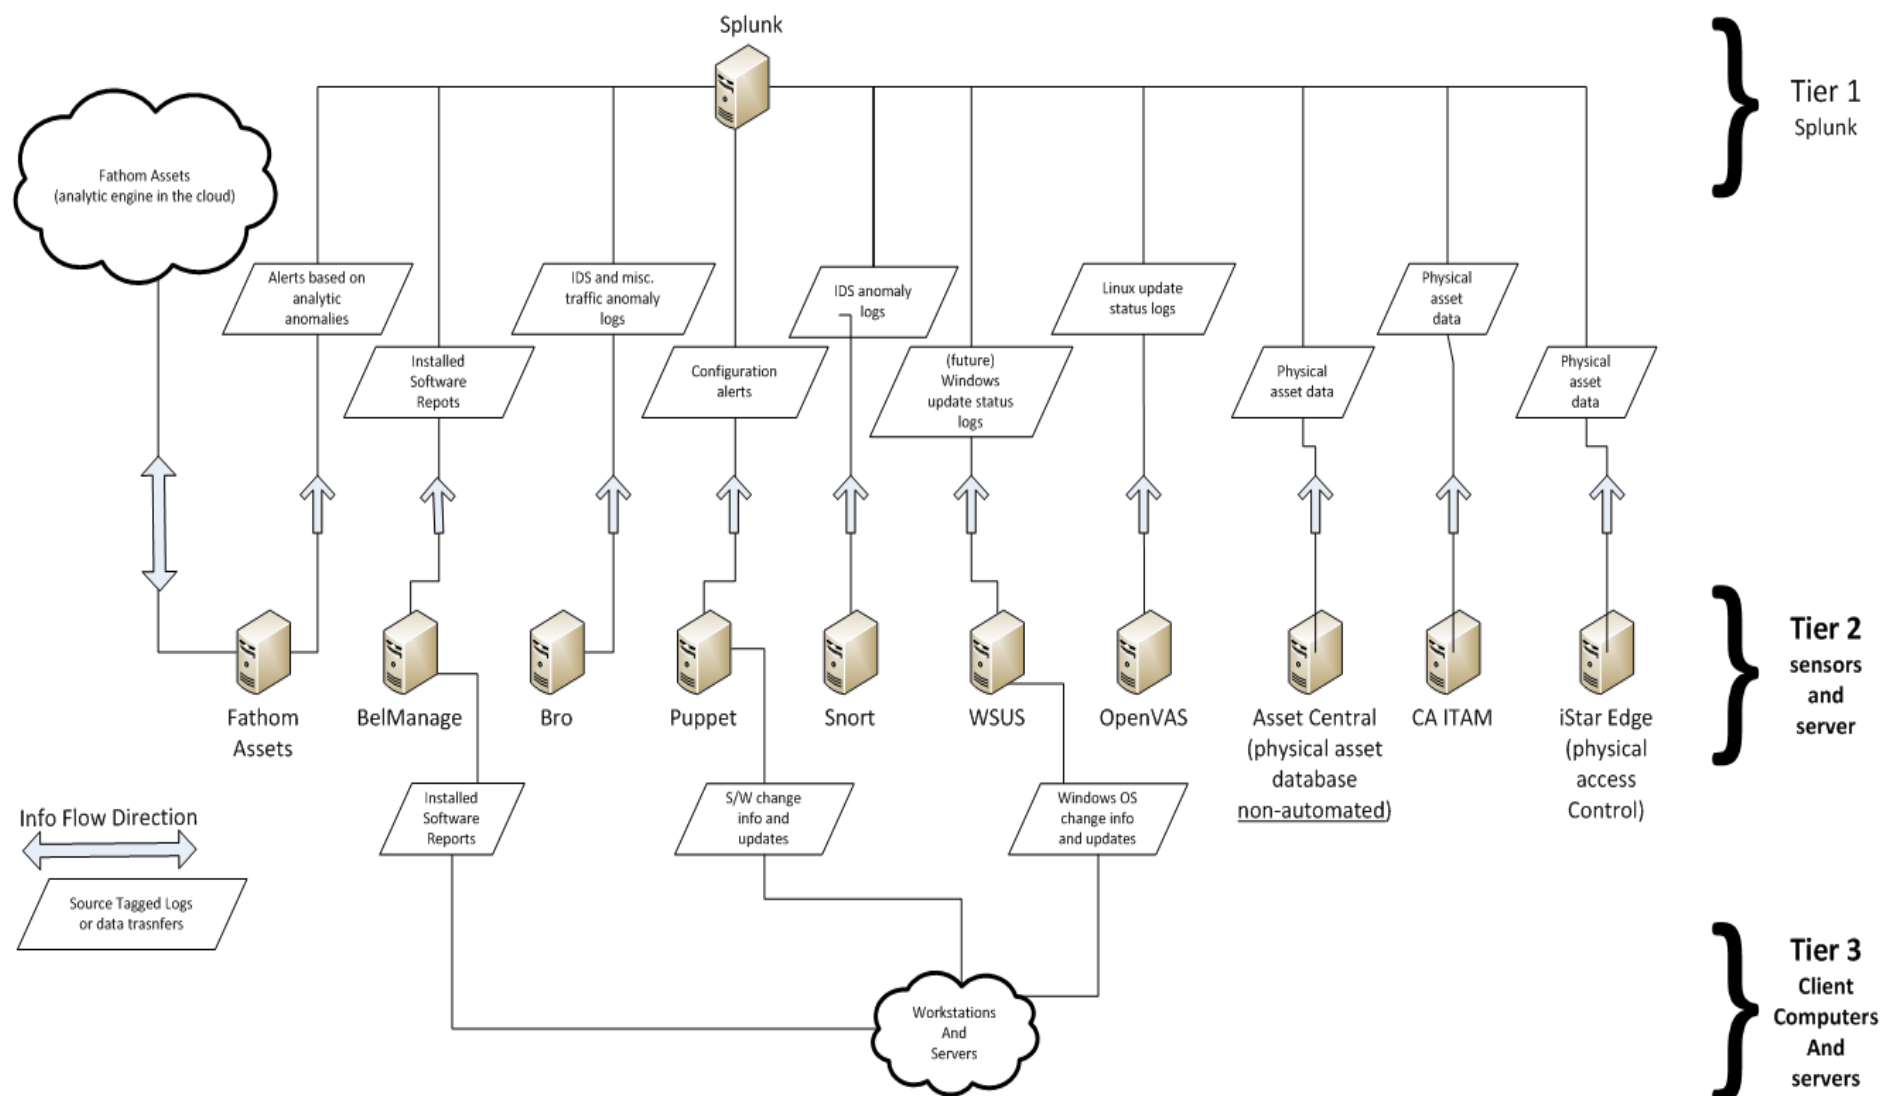 Splunk
Tier 1
Splunk
Fathom Assets
(analytic engine in the cloud)
Alerts based on
analytic
anomalies
IDS and misc.
traffic anomaly
logs
IDS anomaly
logs
Linux update
status logs
Physical
asset
data
Installed
Software
Repots
Configuration
alerts
(future)
Windows
update status
logs
Physical
asset data
Physical
asset
data
Fathom
Assets
BelManage
Bro
Puppet
Snort
WSUS
OpenVAS
Asset Central
(physical asset
database
non-automated)
CA ITAM
iStar Edge
(physical
access
Control)
Tier 2
sensors
and
server
Installed
Software
Reports
S/W change
info and
updates
Windows OS
change info
and updates
Info Flow Direction
Source Tagged Logs
or data trasnfers
Workstations
And
Servers
Tier 3
Client
Computers
And
servers